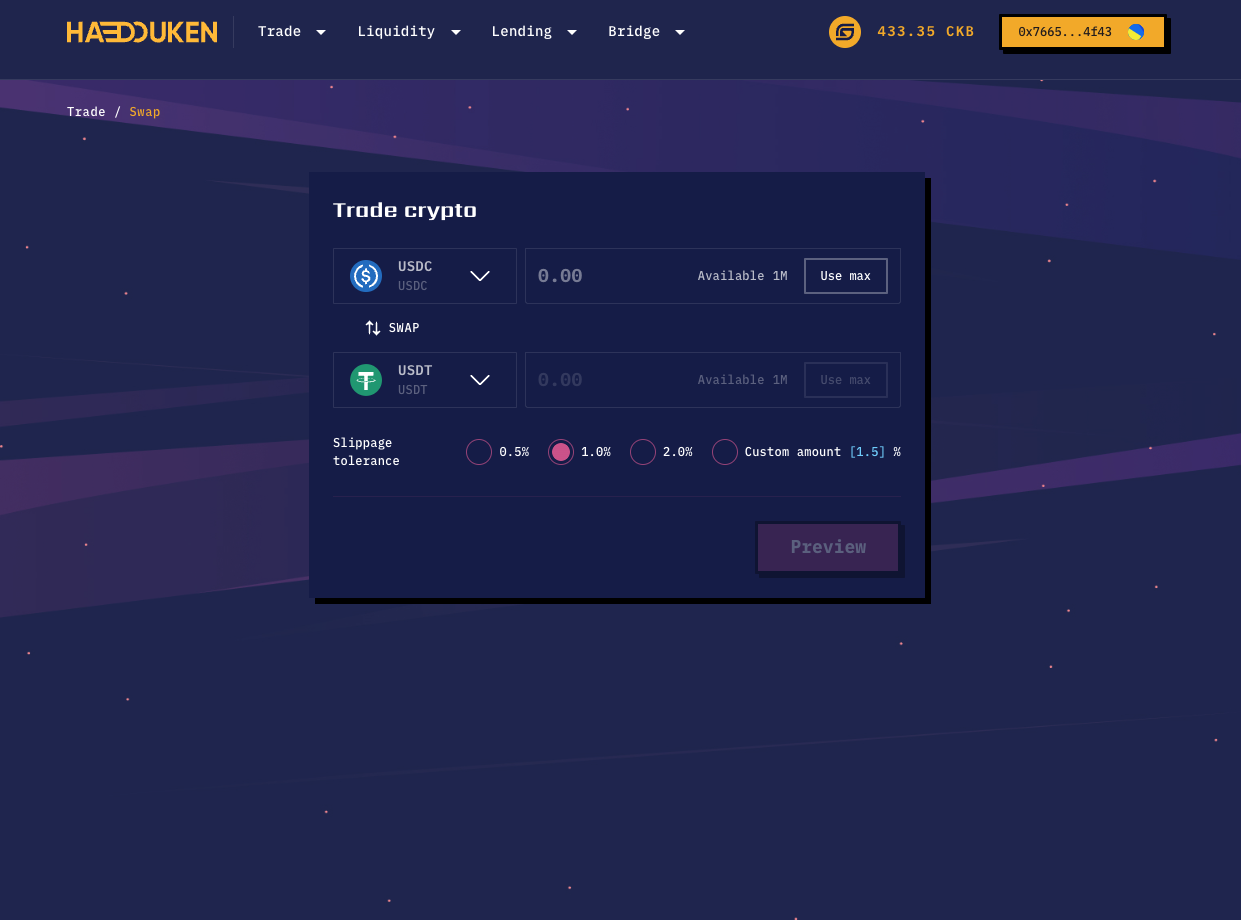 HADOUKEN
Trade
Liquidity
Lending
Bridge
433.35 CKB
0x7665...4f43
Trade / Swap
Trade crypto
USDC
USDC
0.00
Available 1M
Use max
SWAP
USDT
USDT
0.00
Available 1M
Use max
Slippage
tolerance
0.5%
1.0%
2.0%
Custom amount [1.5] %
Preview